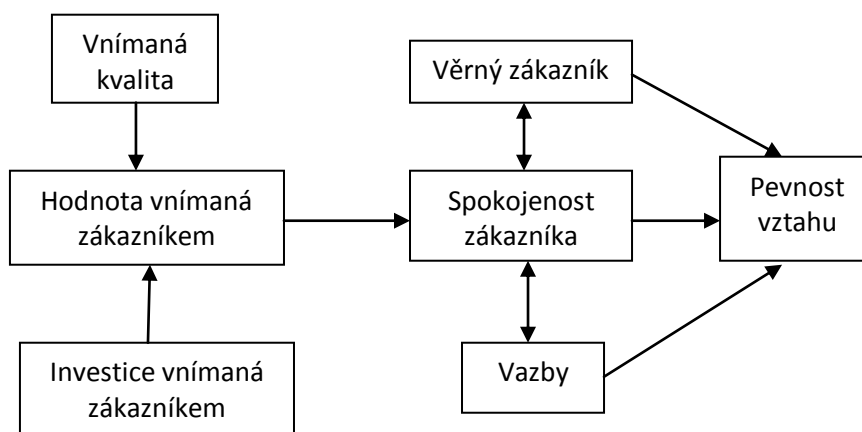 Vnímaná
kvalita
Věrný zákazník
Hodnota vnímaná
zákazníkem
Spokojenost
zákazníka
Pevnost
vztahu
Investice vnímaná
zákazníkem
Vazby